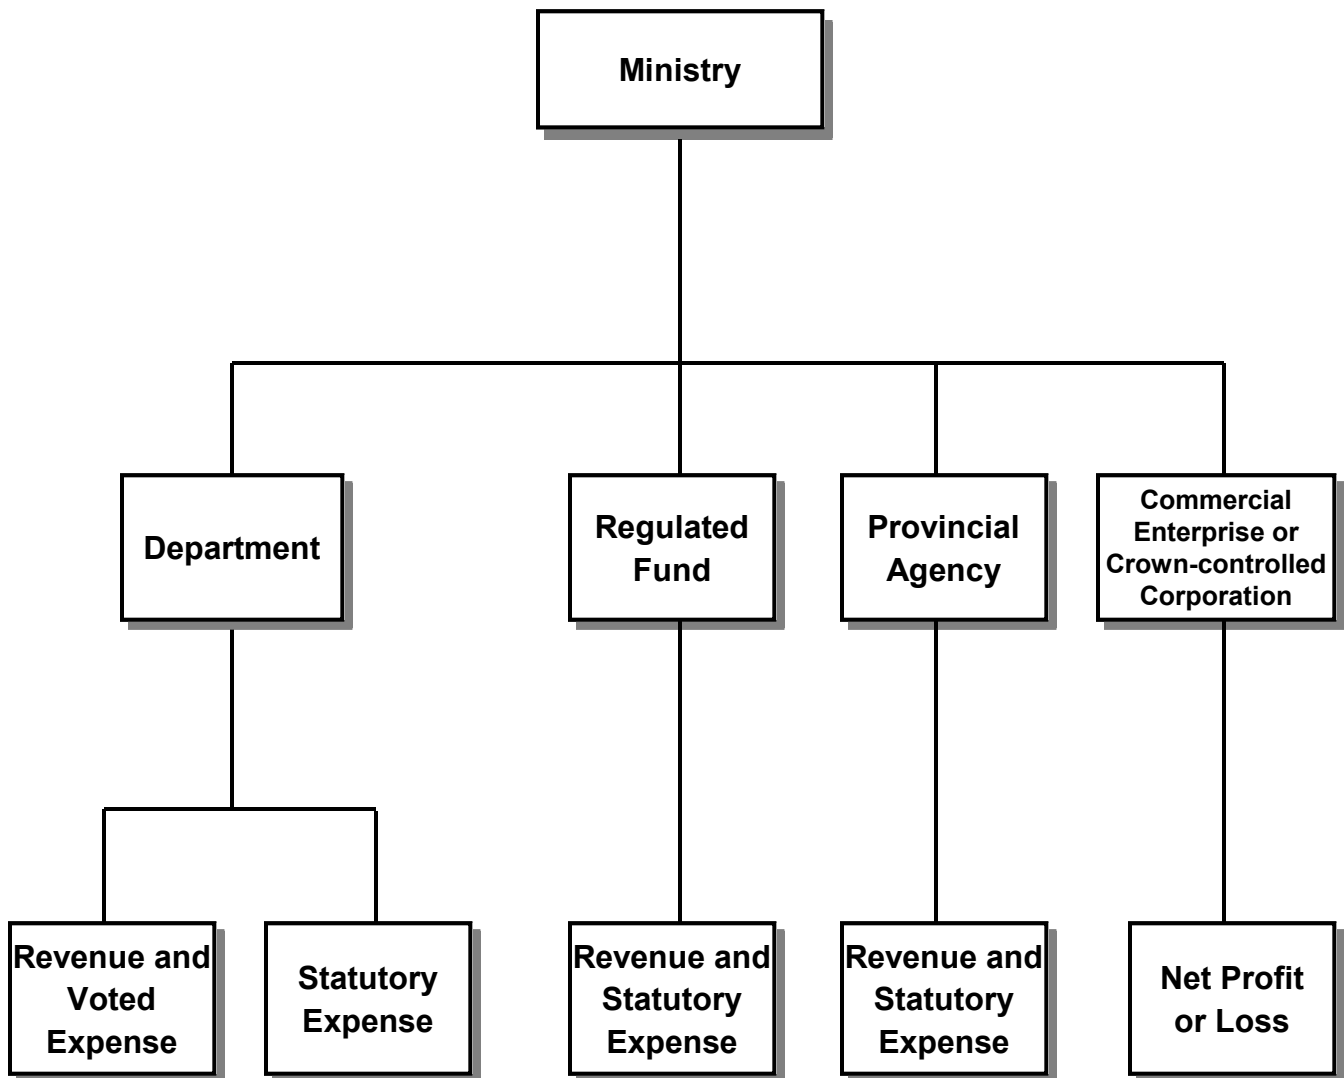 Ministry
Department
Regulated
Fund
Provincial
Agency
Commercial
Enterprise or
Crown-controlled
Corporation
Revenue and
Voted
Expense
Statutory
Expense
Revenue and
Statutory
Expense
Revenue and
Statutory
Expense
Net Profit
or Loss